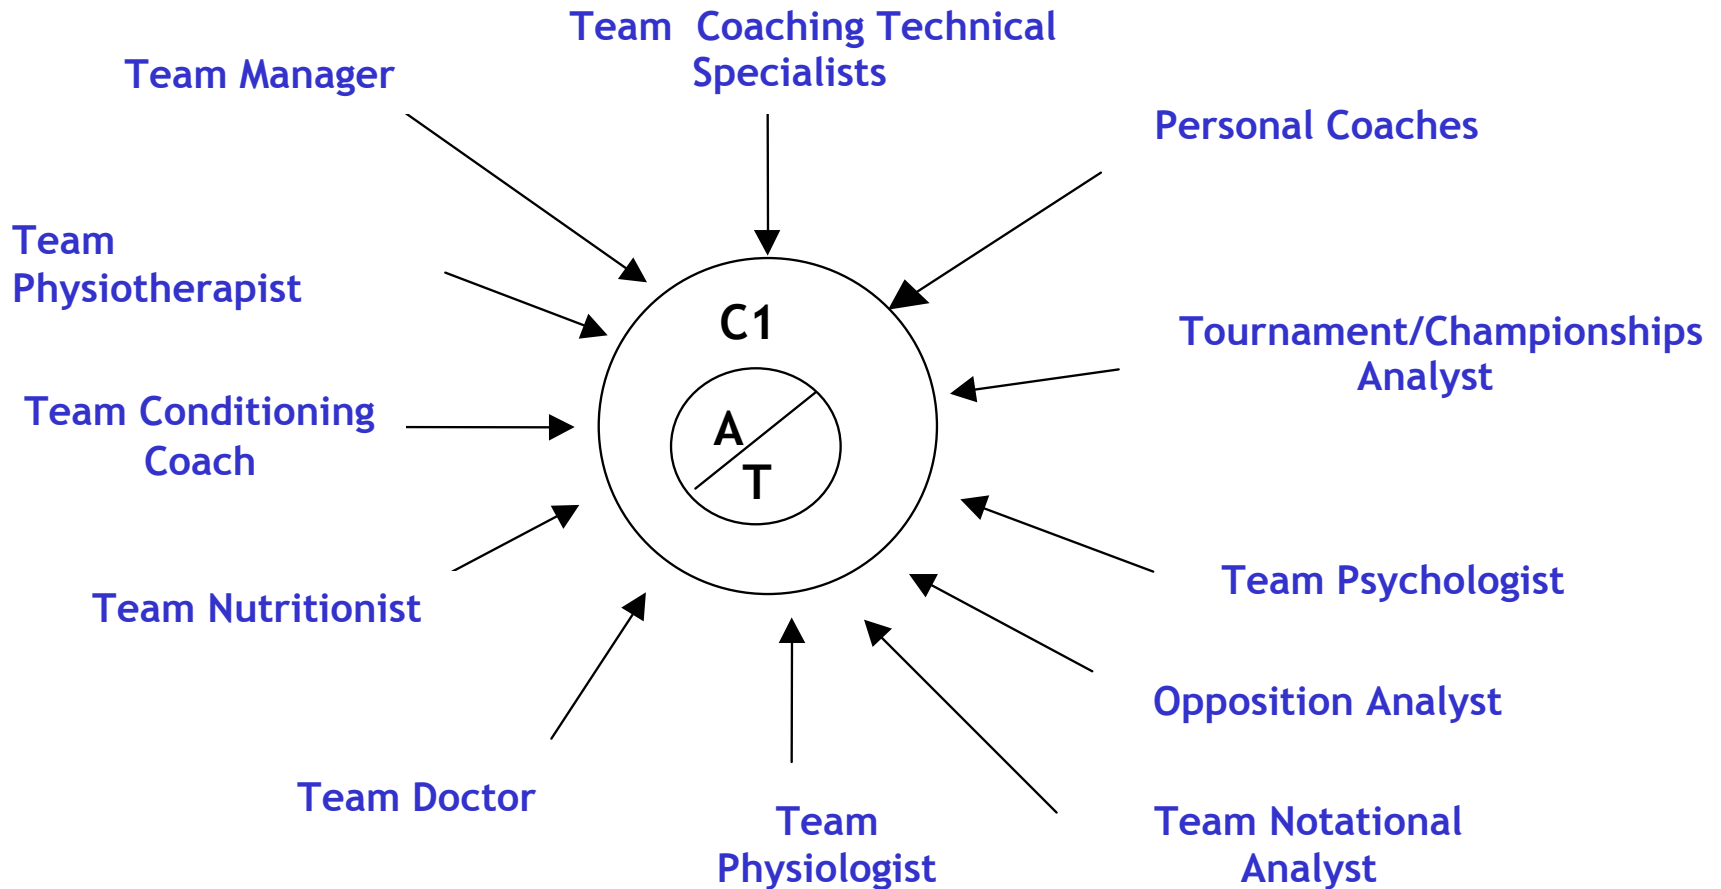 Team Coaching Technical
Specialists
Team Manager
Personal Coaches
Team
Physiotherapist
C1
Tournament/Championships
Analyst
Team Conditioning
Coach
A
T
Team Psychologist
Team Nutritionist
Opposition Analyst
Team Doctor
Team
Physiologist
Team Notational
Analyst